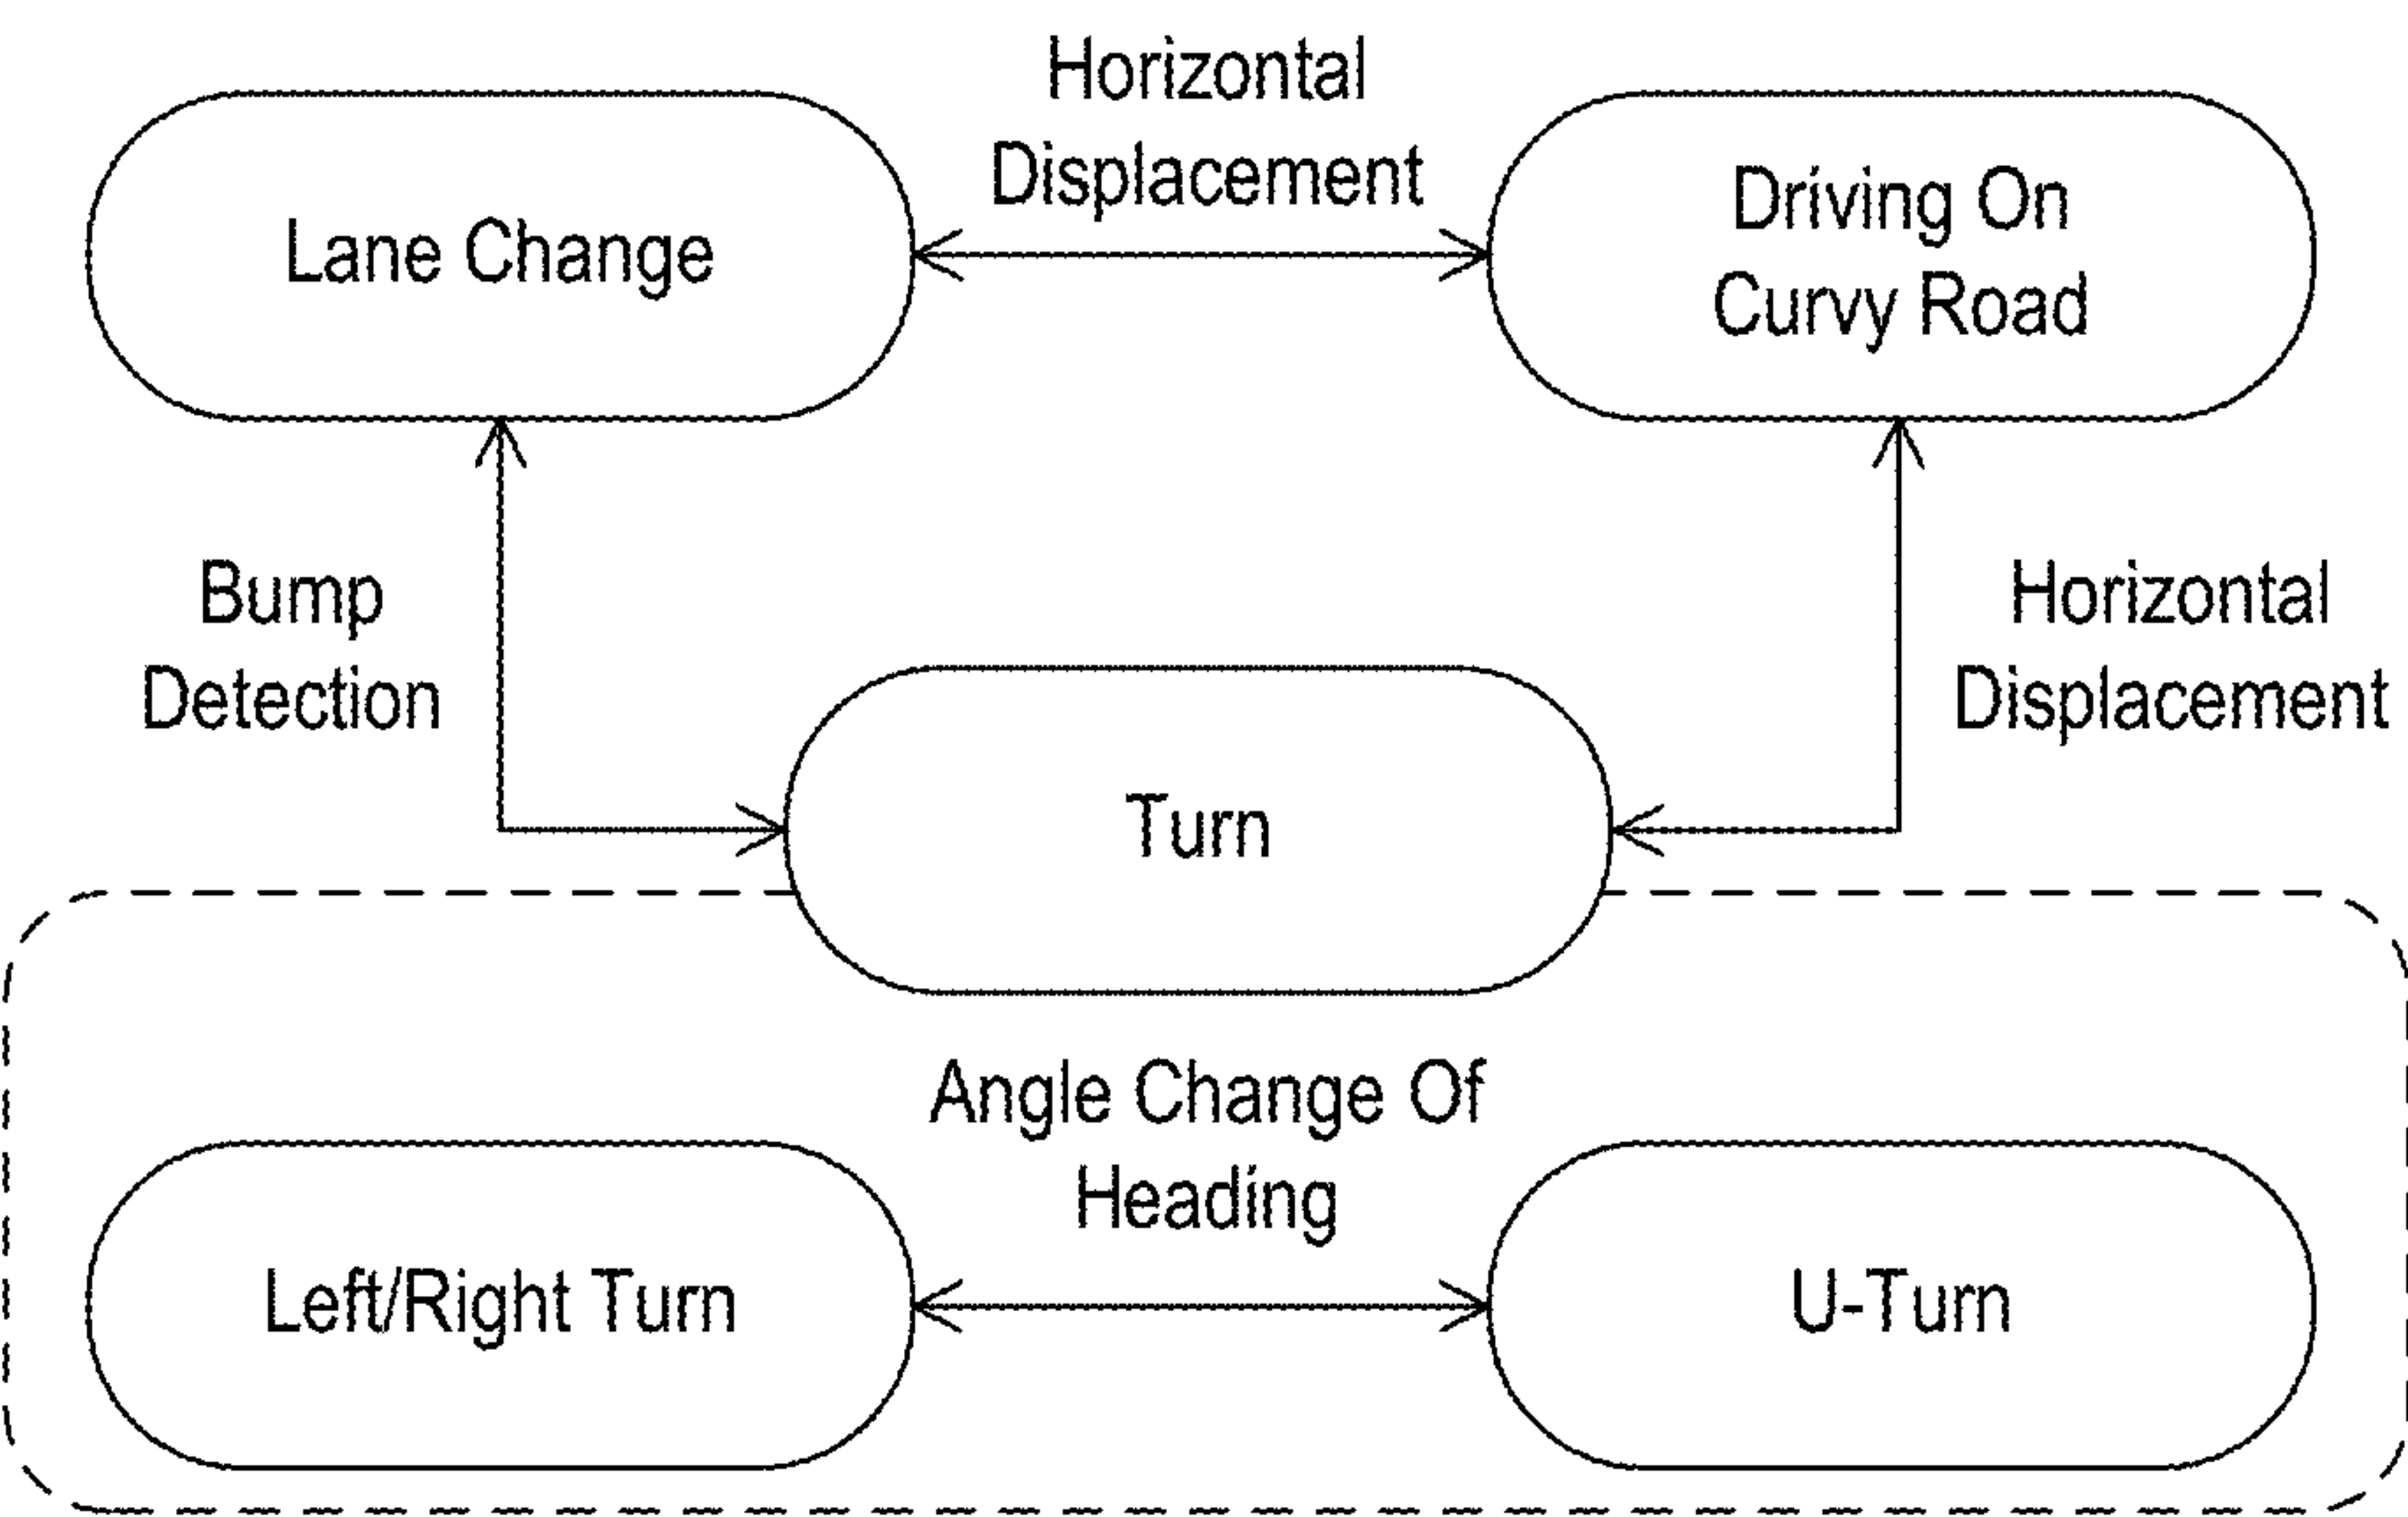 Horizontal
Displacement
Lane Change
Driving On
Curvy Road
Bump
Detection
Horizontal
Displacement
Turn
Angle Change Of
Heading
Left/Right Turn
U-Turn